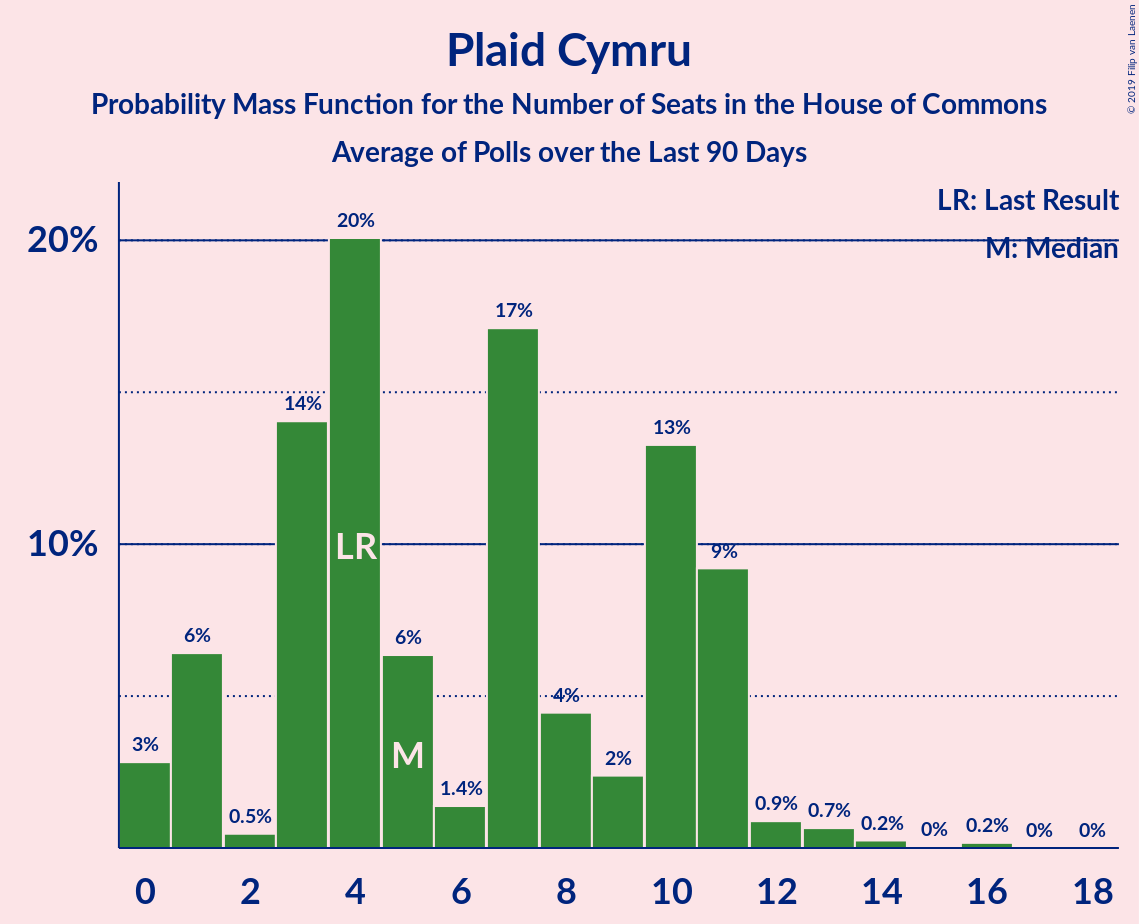 Plaid Cymru
Probability Mass Function for the Number of Seats in the House of Commons
Average of Polls over the Last 90 Days
© 2019 Filip van Laenen
LR: Last Result
M: Median
20%
10%
3%
6%
0.5%
14%
20%
6%
1.4%
17%
4%
2%
13%
9%
0.9%
0.7%
0.2%
0%
0.2%
0%
0%
LR
M
0 2 4 6 8 10 12 14 16 18